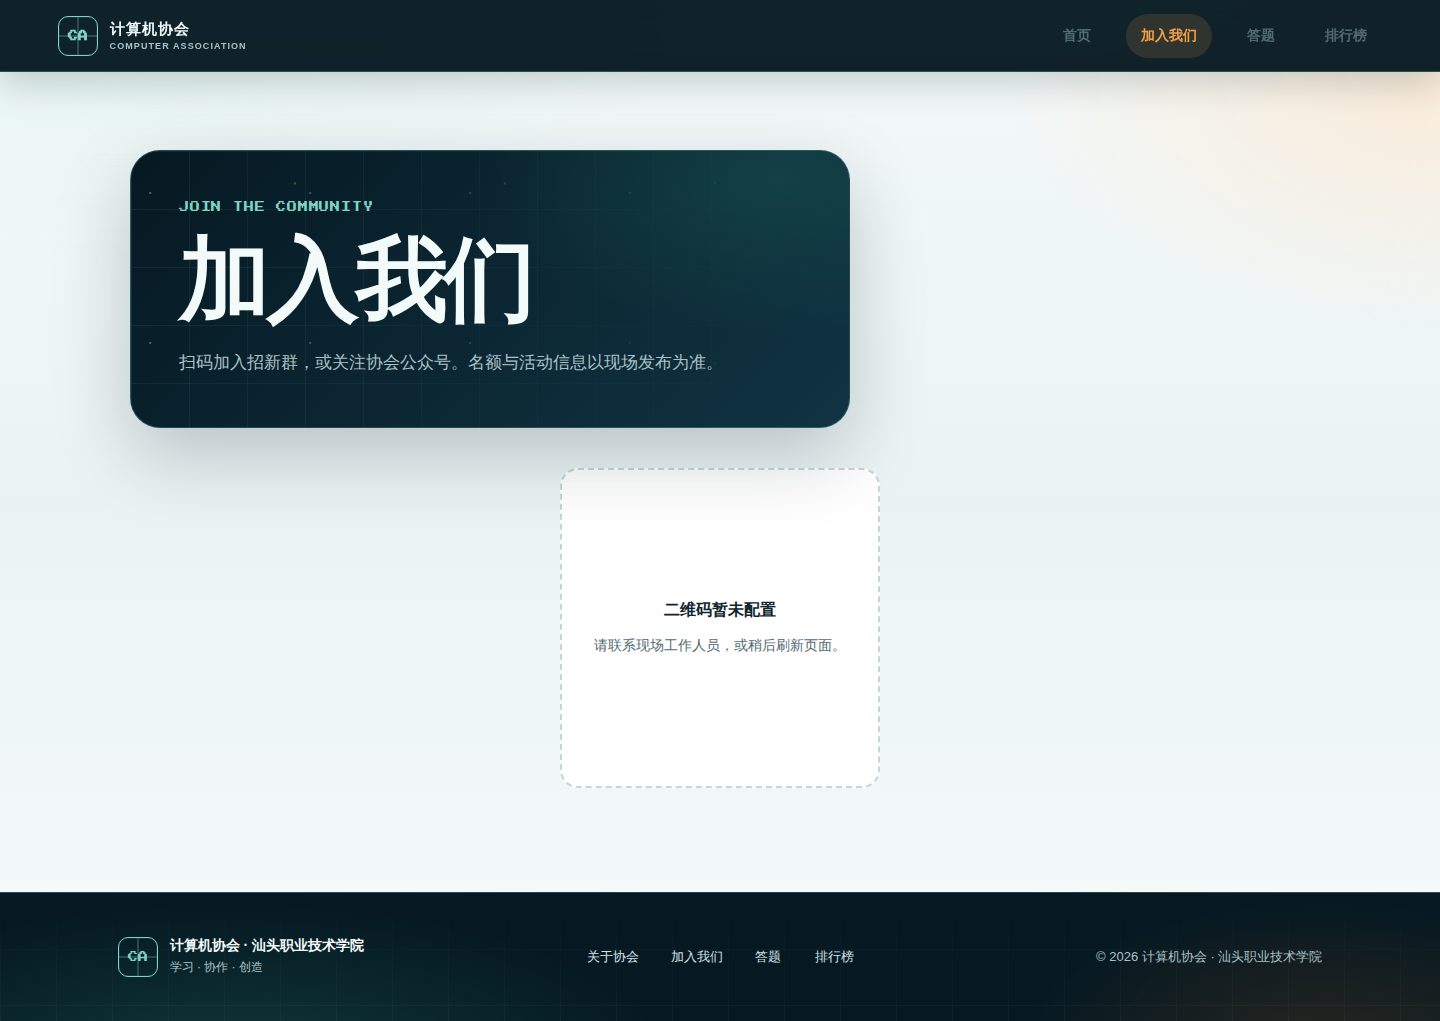 CA
计算机协会
COMPUTER ASSOCIATION
首页
加入我们
答题
排行榜
JOIN THE COMMUNITY
加入我们
扫码加入招新群，或关注协会公众号。名额与活动信息以现场发布为准。
二维码暂未配置
请联系现场工作人员，或稍后刷新页面。
CA
计算机协会 · 汕头职业技术学院
学习 · 协作 · 创造
关于协会
加入我们
答题
排行榜
© 2026 计算机协会 · 汕头职业技术学院